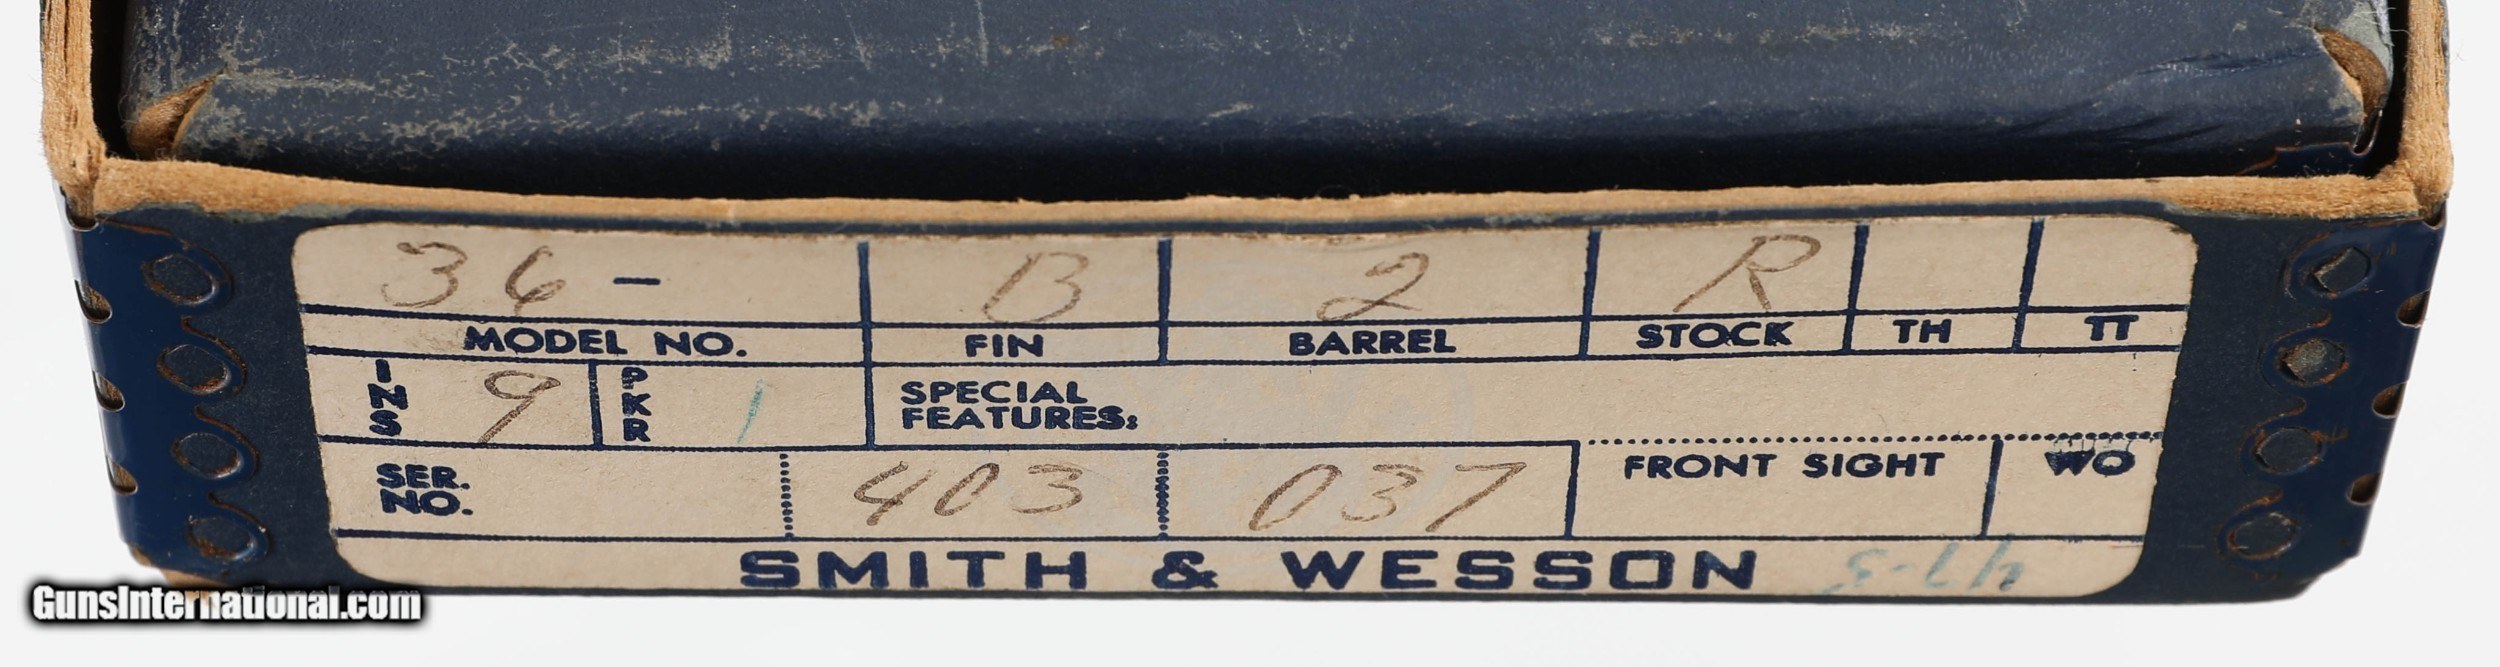 36- B 2 R
MODEL NO. FIN BARREL STOCK TH TT
INS 9 PKR 1 SPECIAL
FEATURES:
SER.
NO. 403 037 FRONT SIGHT WO
SMITH & WESSON
GunsInternational.com